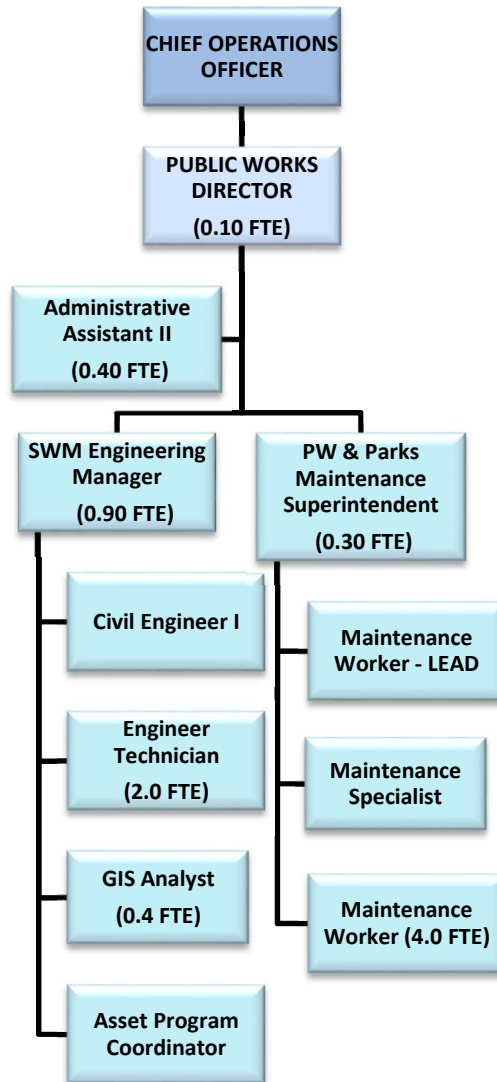 CHIEF OPERATIONS
OFFICER
PUBLIC WORKS
DIRECTOR
(0.10 FTE)
Administrative
Assistant II
(0.40 FTE)
SWM Engineering
Manager
(0.90 FTE)
Civil Engineer I
Engineer
Technician
(2.0 FTE)
GIS Analyst
(0.4 FTE)
Asset Program
Coordinator
PW & Parks
Maintenance
Superintendent
(0.30 FTE)
Maintenance
Worker - LEAD
Maintenance
Specialist
Maintenance
Worker (4.0 FTE)